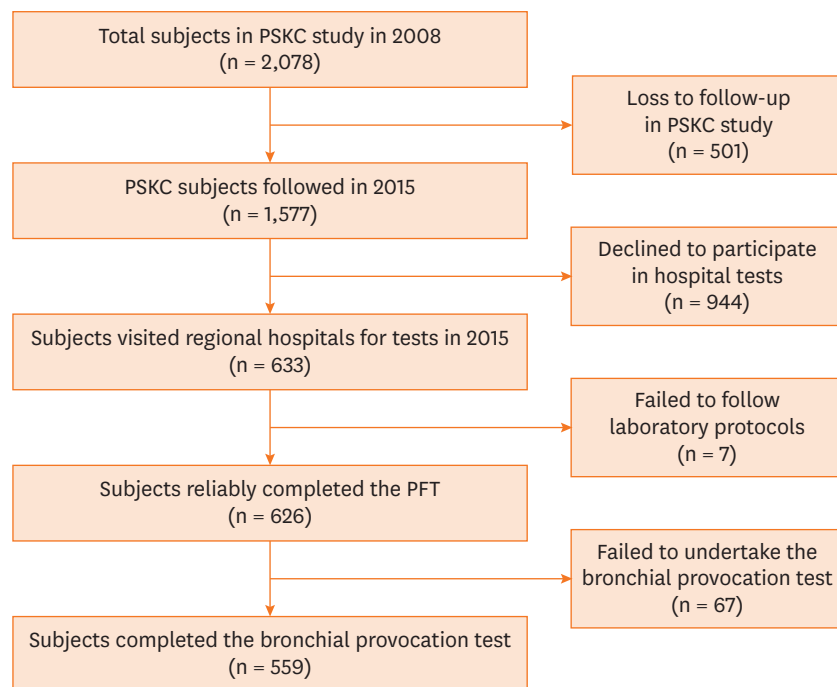 Total subjects in PSKC study in 2008
(n = 2,078)
Loss to follow-up
in PSKC study
(n = 501)
PSKC subjects followed in 2015
(n = 1,577)
Declined to participate
in hospital tests
(n = 944)
Subjects visited regional hospitals for tests in 2015
(n = 633)
Failed to follow
laboratory protocols
(n = 7)
Subjects reliably completed the PFT
(n = 626)
Failed to undertake the
bronchial provocation test
(n = 67)
Subjects completed the bronchial provocation test
(n = 559)